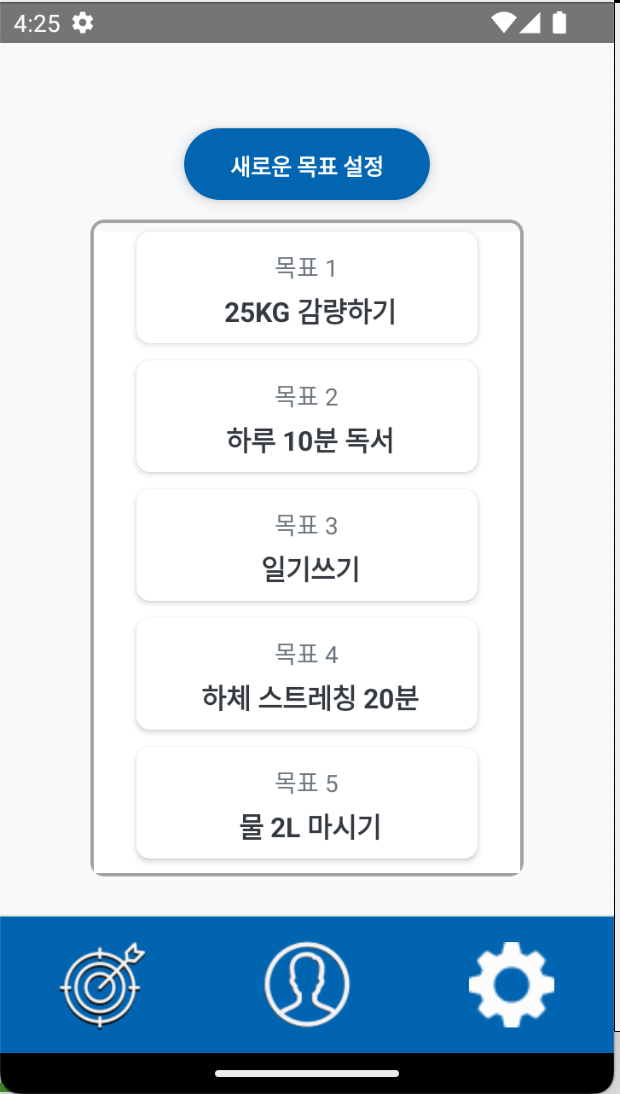 4:25
새로운 목표 설정
목표 1
25KG 감량하기
목표 2
하루 10분 독서
목표 3
일기쓰기
목표 4
하체 스트레칭 20분
목표 5
물 2L 마시기